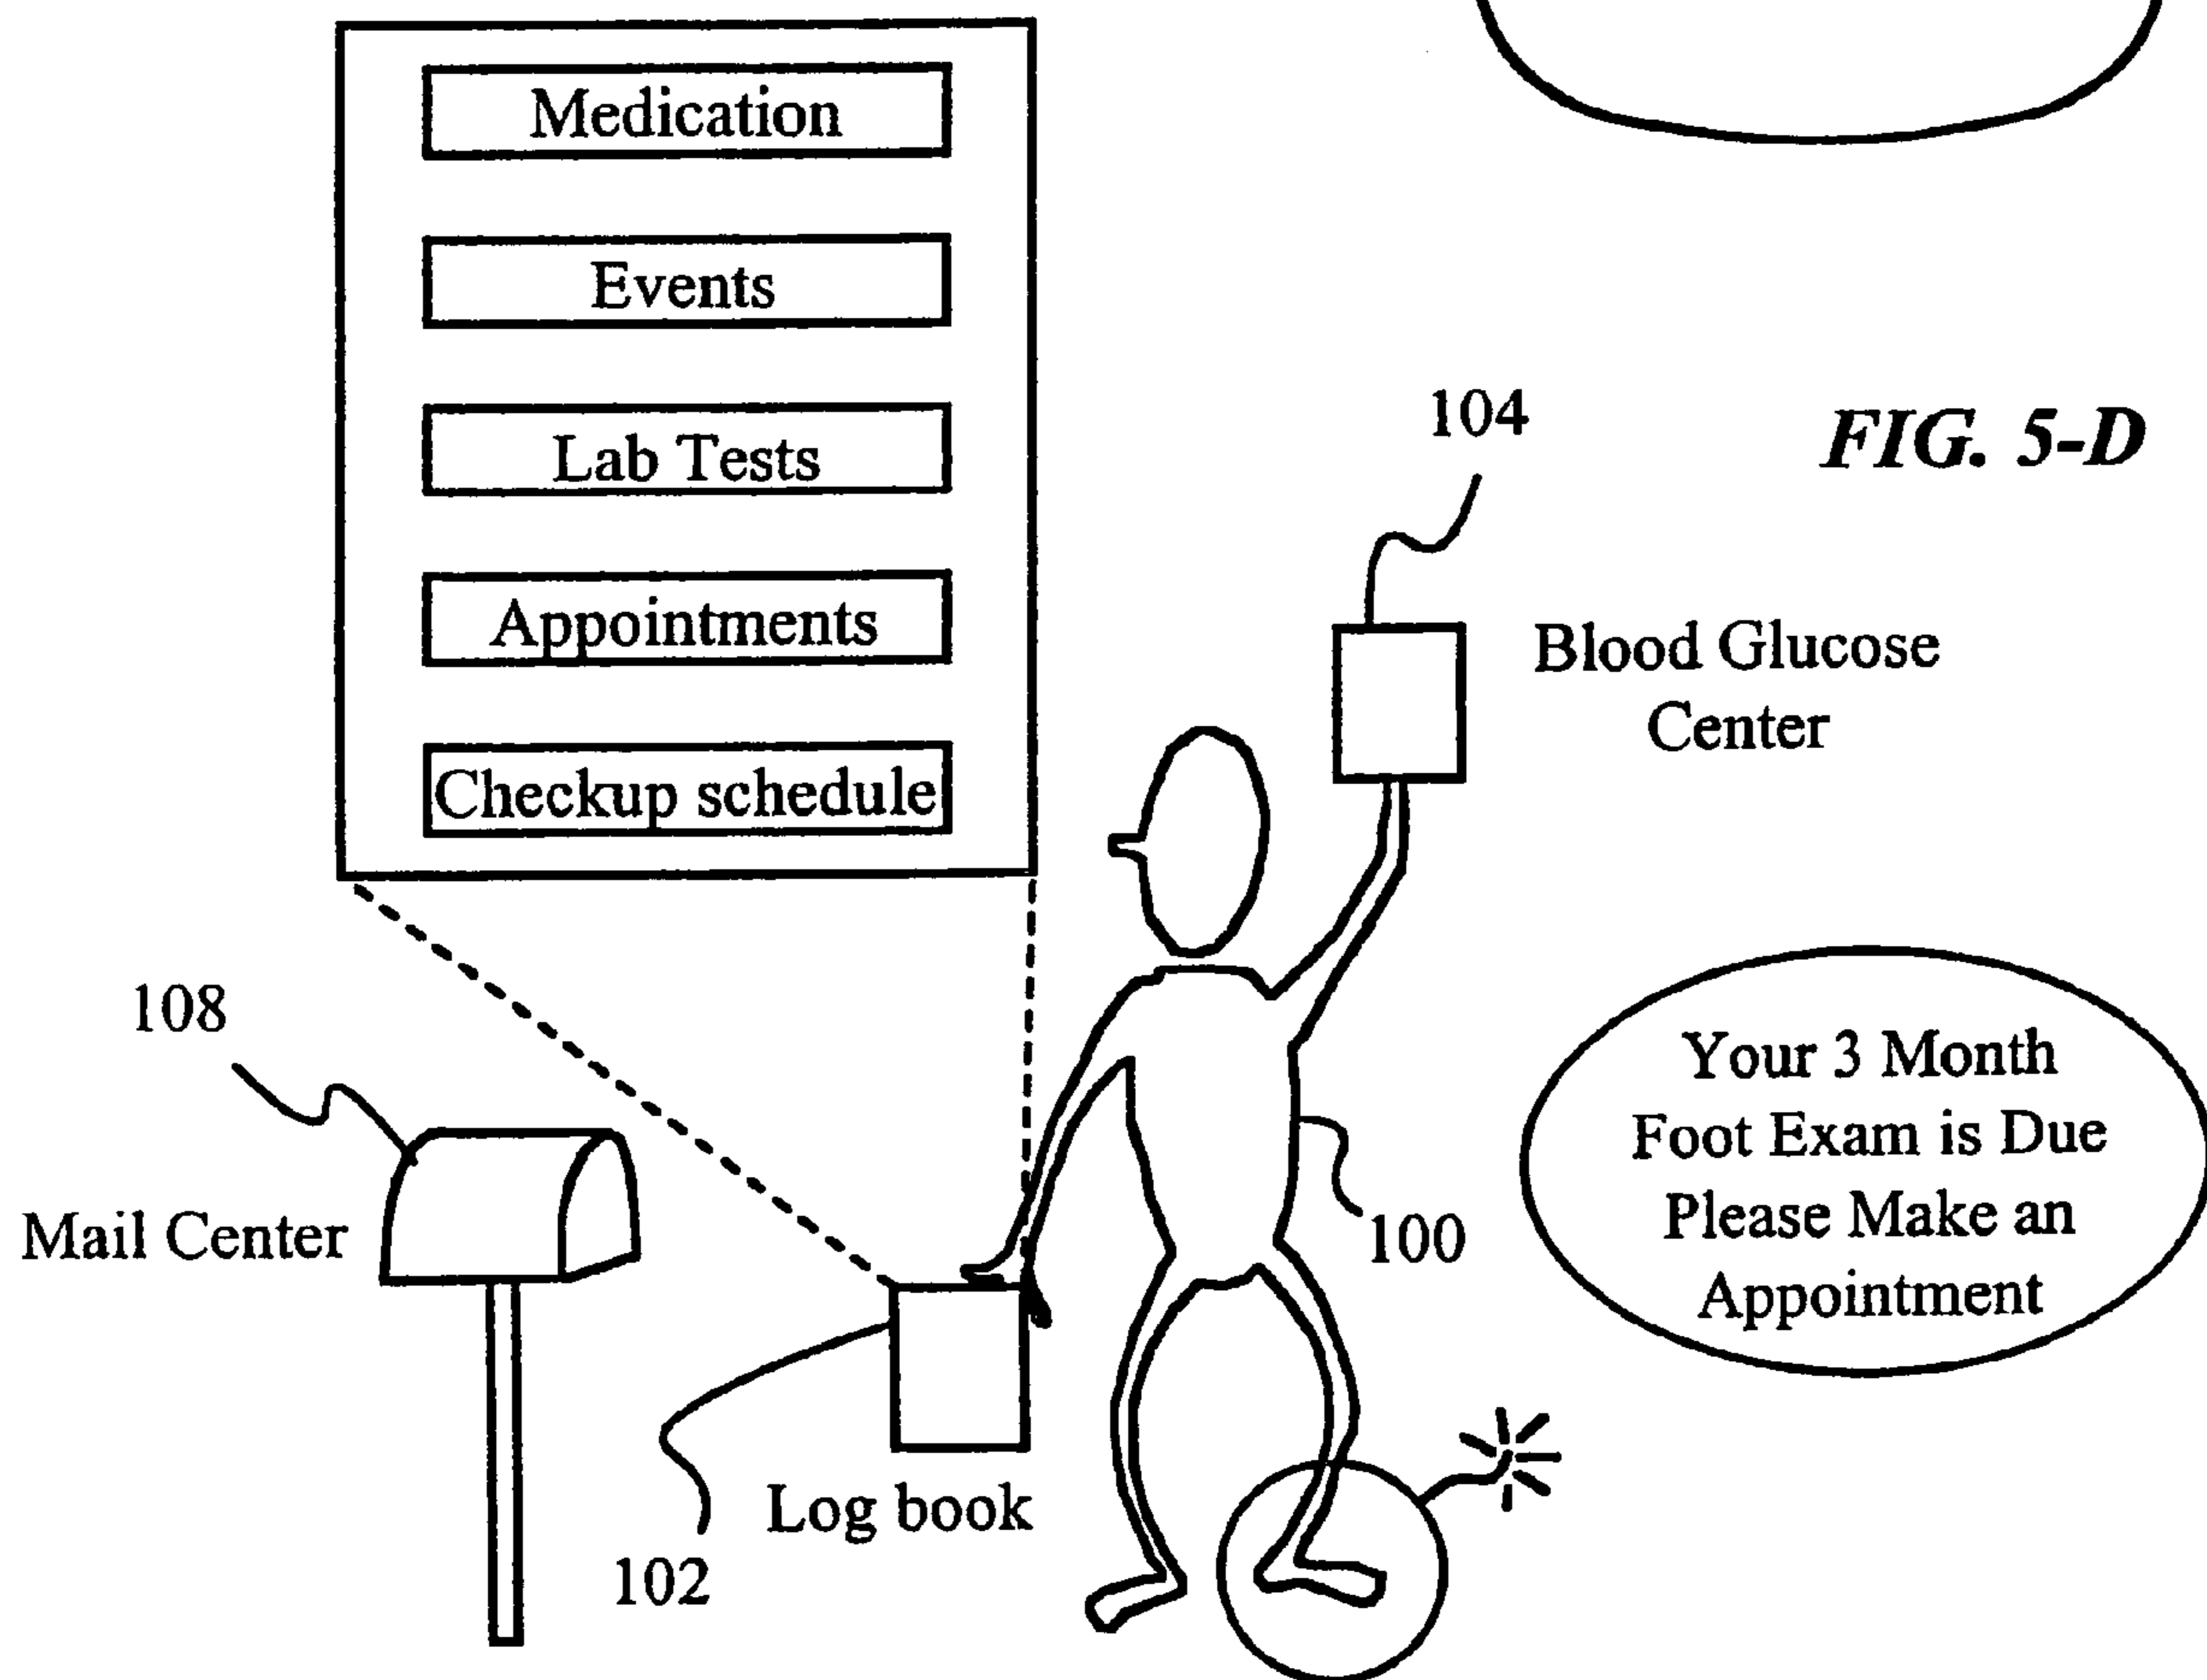 Medication
Events
Lab Tests
Appointments
Checkup schedule
104
FIG. 5-D
Blood Glucose
Center
108
Mail Center
Your 3 Month
Foot Exam is Due
Please Make an
Appointment
100
Log book
102